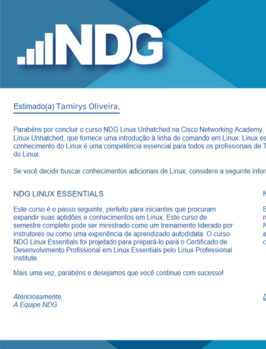 NDG
Estimado(a) Tamirys Oliveira,
Parabéns por concluir o curso NDG Linux Unhatched na Cisco Networking Academy.
Linux Unhatched, que fornece uma introdução à linha de comando em Linux. Linux es
conhecimento do Linux é uma competência essencial para todos os profissionais de T
do Linux.
Se você decidir buscar conhecimentos adicionais de Linux, considere a seguinte infor
NDG LINUX ESSENTIALS
Este curso é o passo seguinte, perfeito para iniciantes que procuram
expandir suas aptidões e conhecimentos em Linux. Este curso de
semestre completo pode ser ministrado como um treinamento liderado por
instrutores ou como uma experiência de aprendizado autodidata. O curso
NDG Linux Essentials foi projetado para prepará-lo para o Certificado de
Desenvolvimento Profissional em Linux Essentials pelo Linux Professional
Institute.
Mais uma vez, parabéns e desejamos que você continue com sucesso!
Atenciosamente,
A Equipe NDG